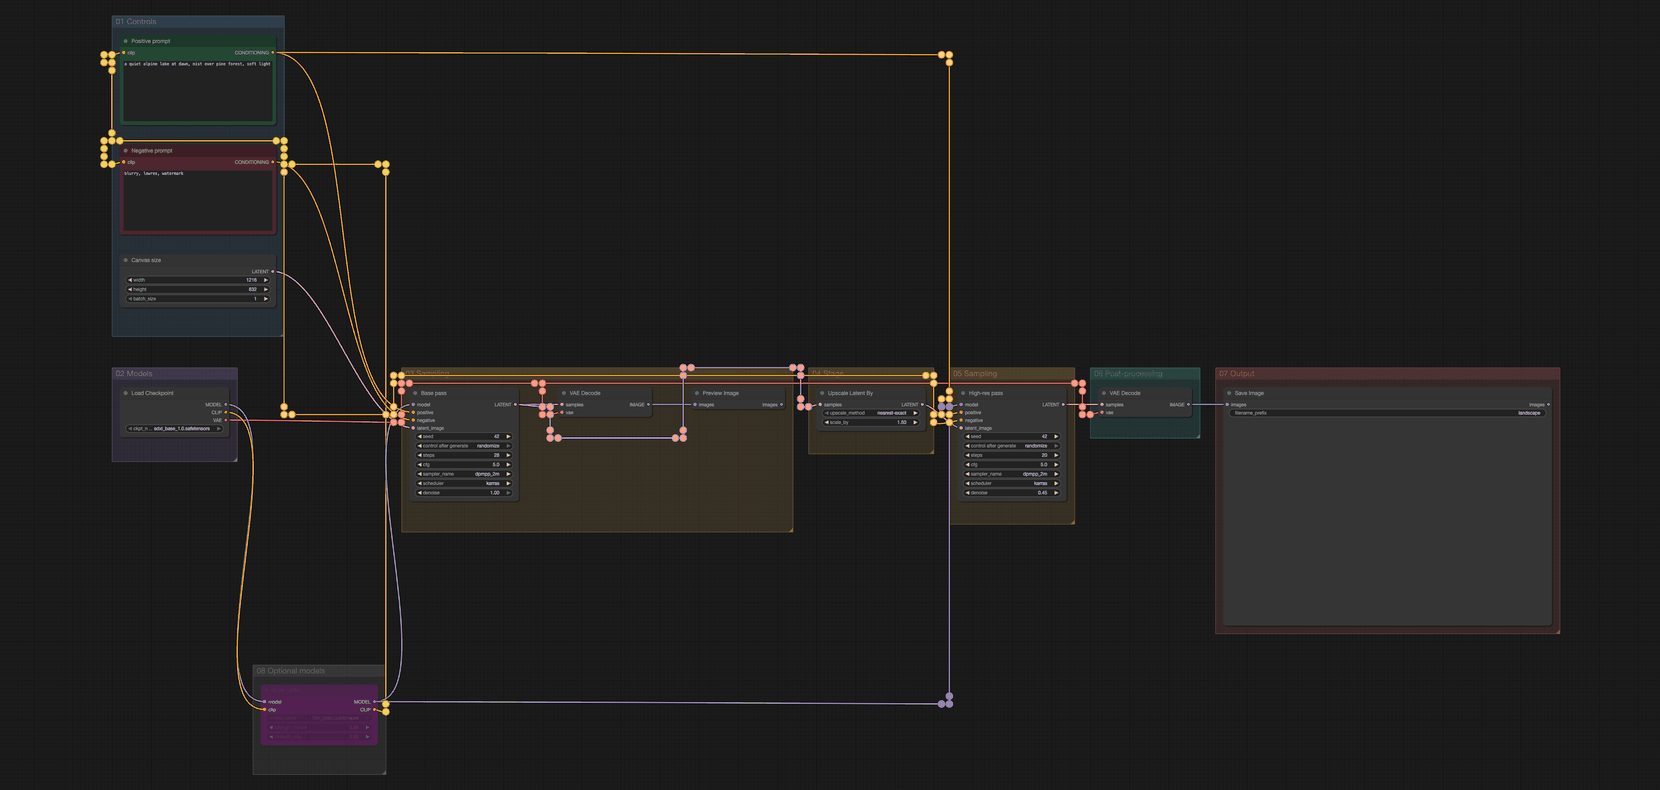 01 Controls
Positive prompt
clip CONDITIONING
a quiet alpine lake at dawn, mist over pine forest, soft light
Negative prompt
clip CONDITIONING
blurry, lowres, watermark
Canvas size
LATENT
width 1216
height 832
batch_size 1
02 Models
Load Checkpoint
MODEL
CLIP
VAE
ckpt_n... sdxl_base_1.0.safetensors
03 Sampling
Base pass
model LATENT
positive
negative
latent_image
seed 42
control after generate randomize
steps 28
cfg 5.0
sampler_name dpmpp_2m
scheduler karras
denoise 1.00
VAE Decode
samples IMAGE
vae
Preview Image
images images
Upscale Latent By
samples LATENT
upscale_method nearest-exact
scale_by 1.50
05 Sampling
High-res pass
model LATENT
positive
negative
latent_image
seed 42
control after generate randomize
steps 20
cfg 5.0
sampler_name dpmpp_2m
scheduler karras
denoise 0.45
06 Post-processing
VAE Decode
samples IMAGE
vae
07 Output
Save Image
images images
filename_prefix landscape
08 Optional models
model MODEL
clip CLIP